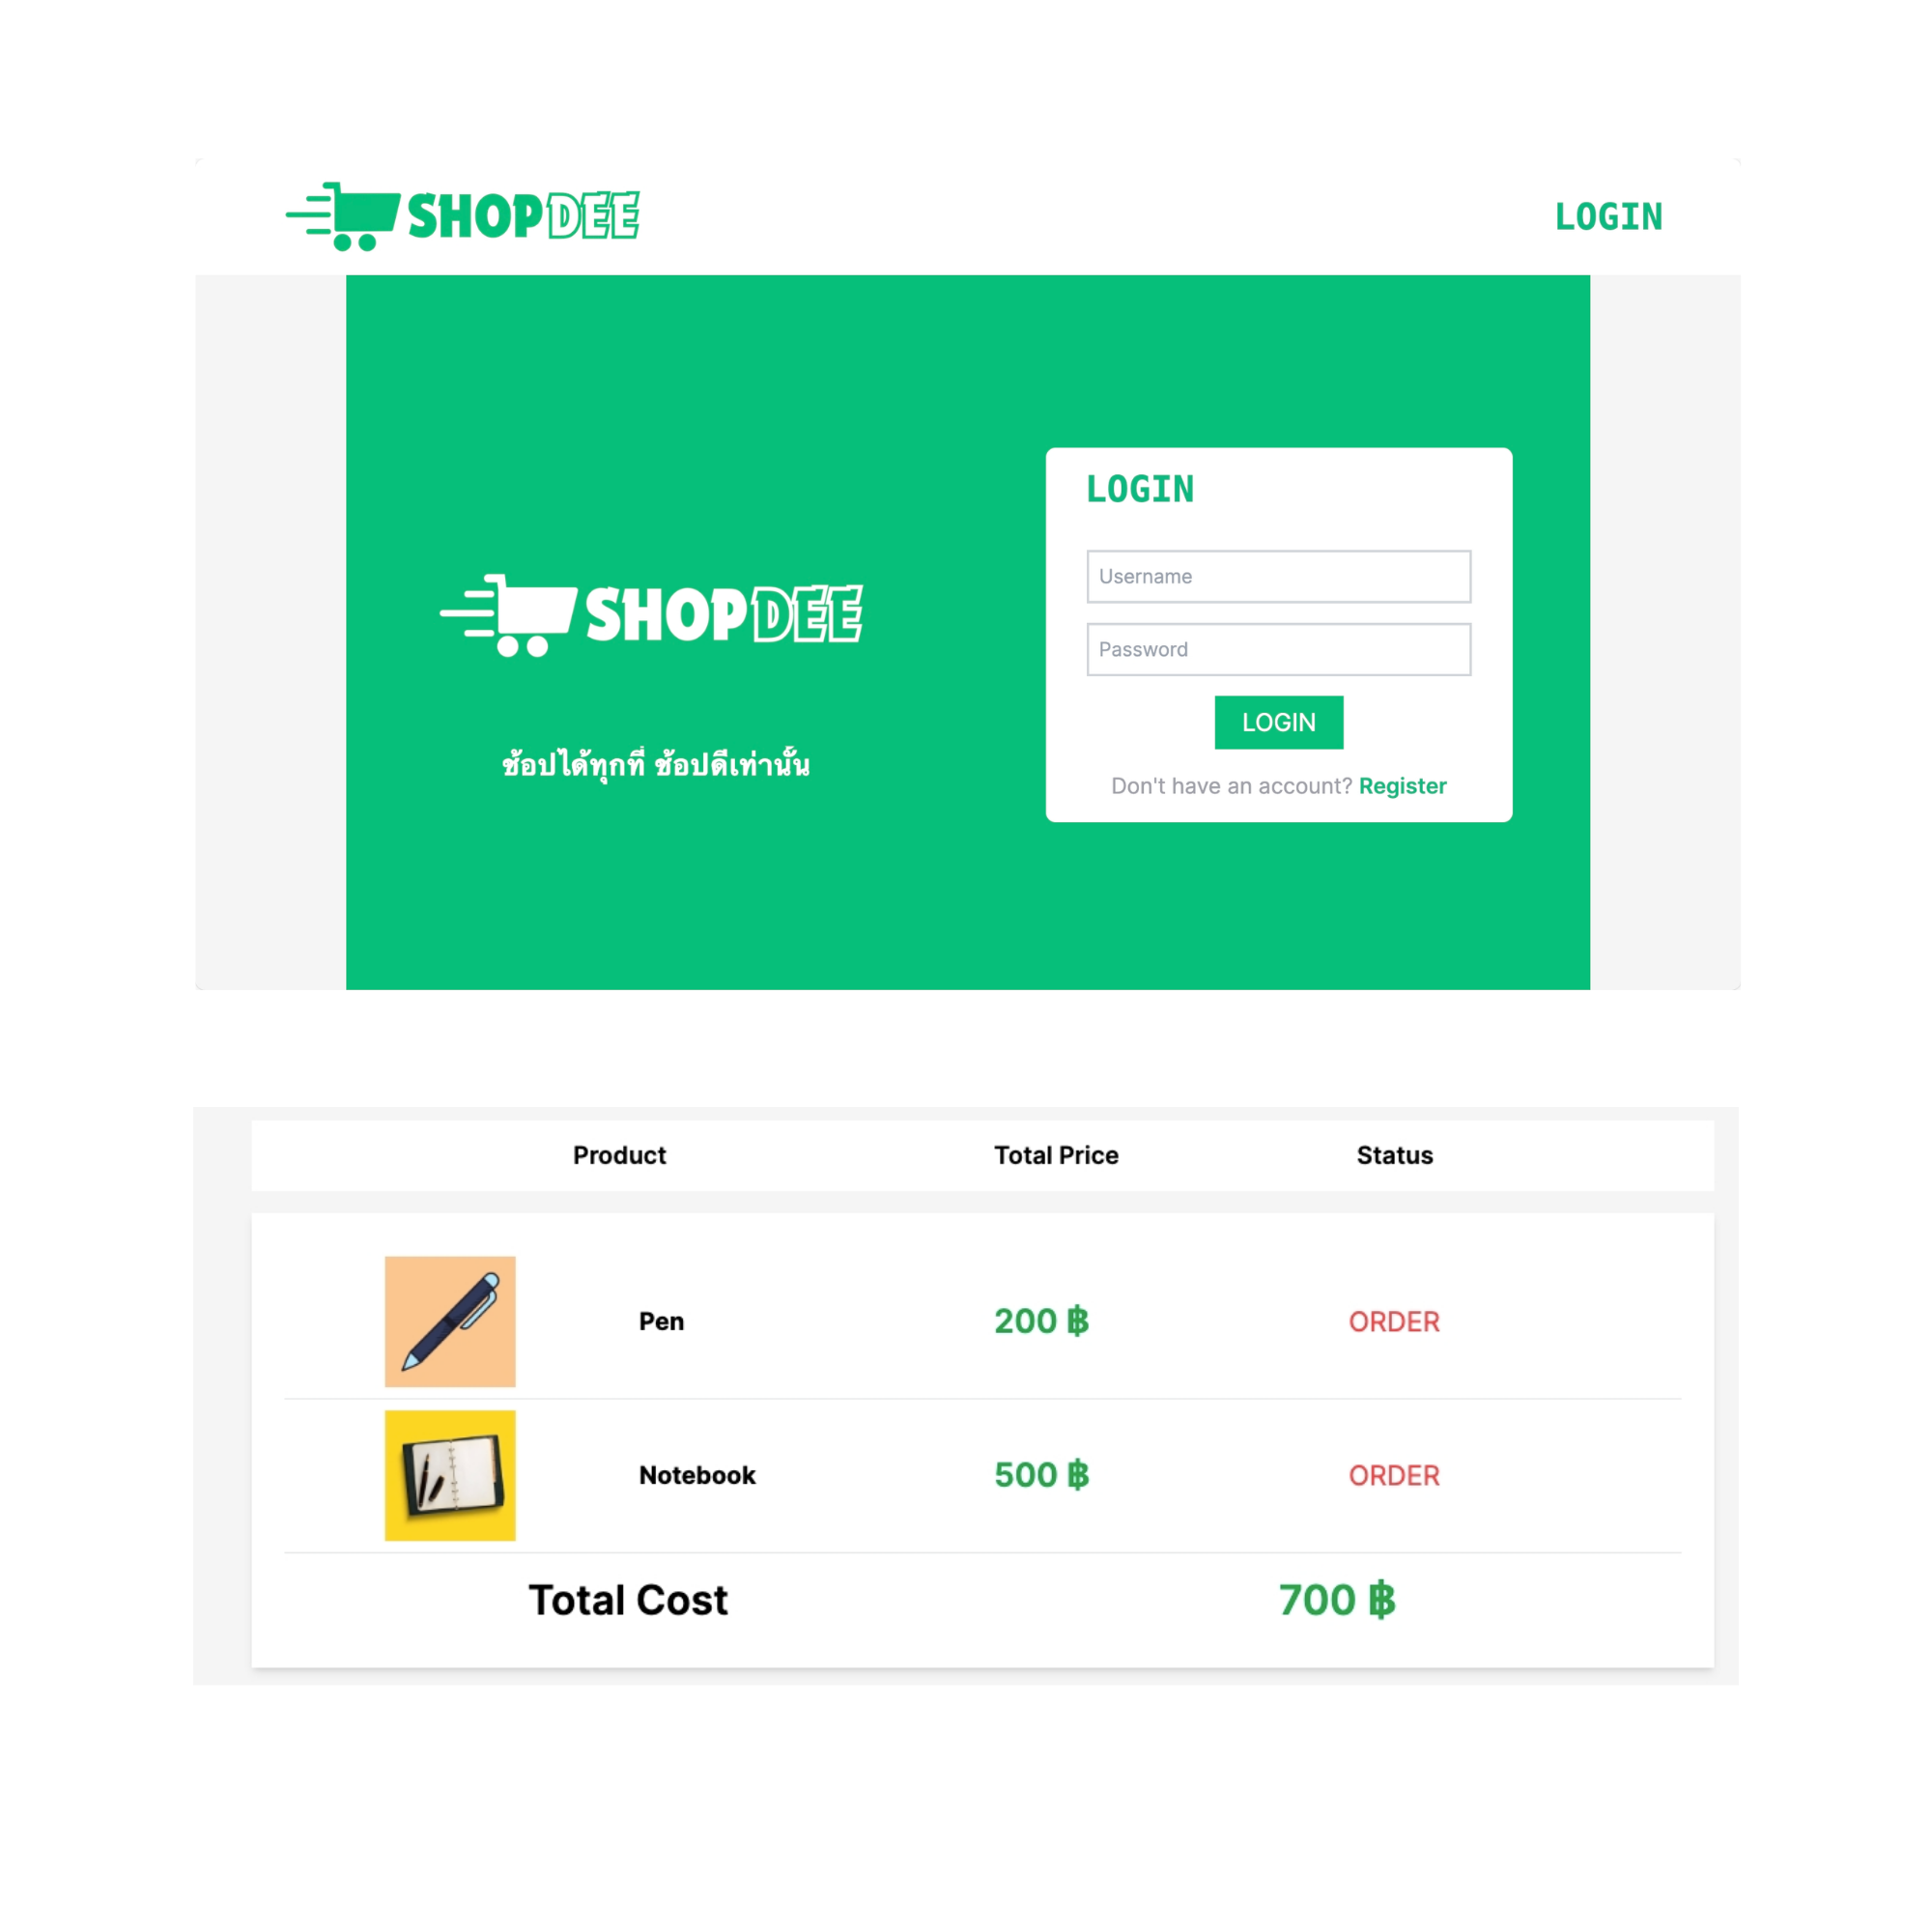 SHOPDEE
LOGIN
LOGIN
Username
Password
LOGIN
Don't have an account? Register
SHOPDEE
ช้อปได้ทุกที่ ช้อปดีเท่านั้น
Product Total Price Status
Pen 200 ฿ ORDER
Notebook 500 ฿ ORDER
Total Cost 700 ฿